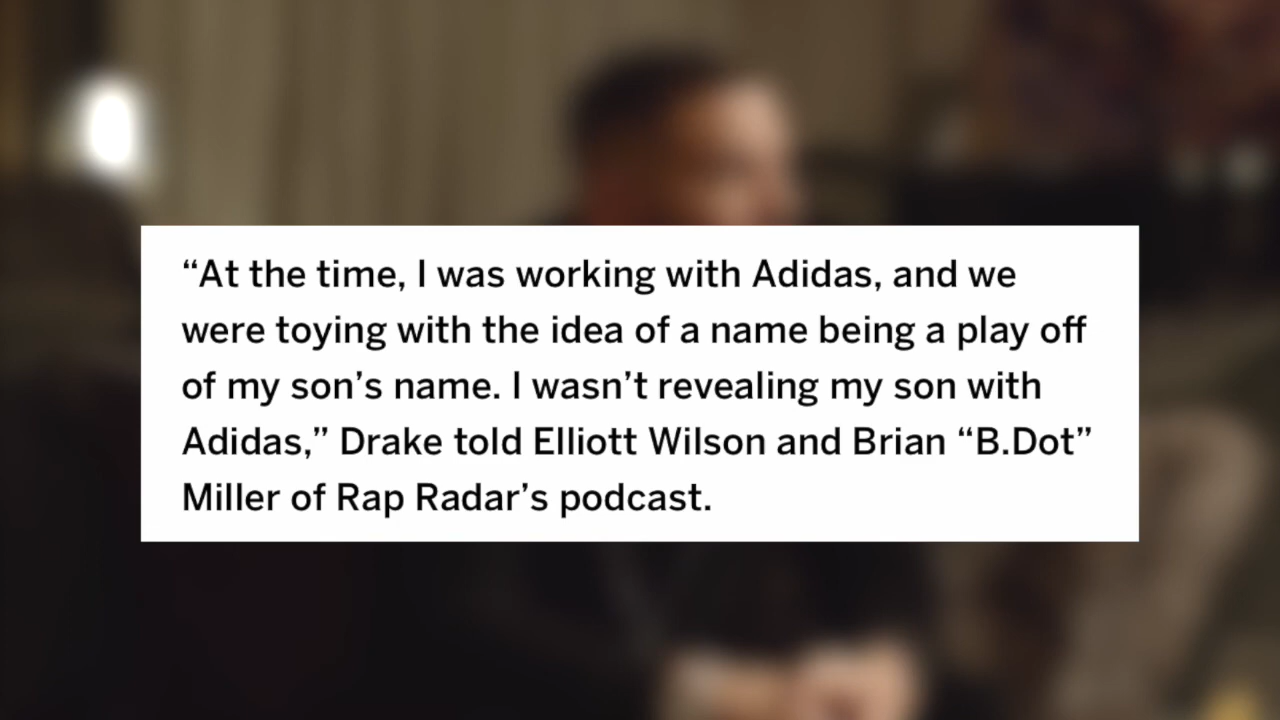 “At the time, I was working with Adidas, and we
were toying with the idea of a name being a play off
of my son’s name. I wasn’t revealing my son with
Adidas,” Drake told Elliott Wilson and Brian “B.Dot”
Miller of Rap Radar’s podcast.